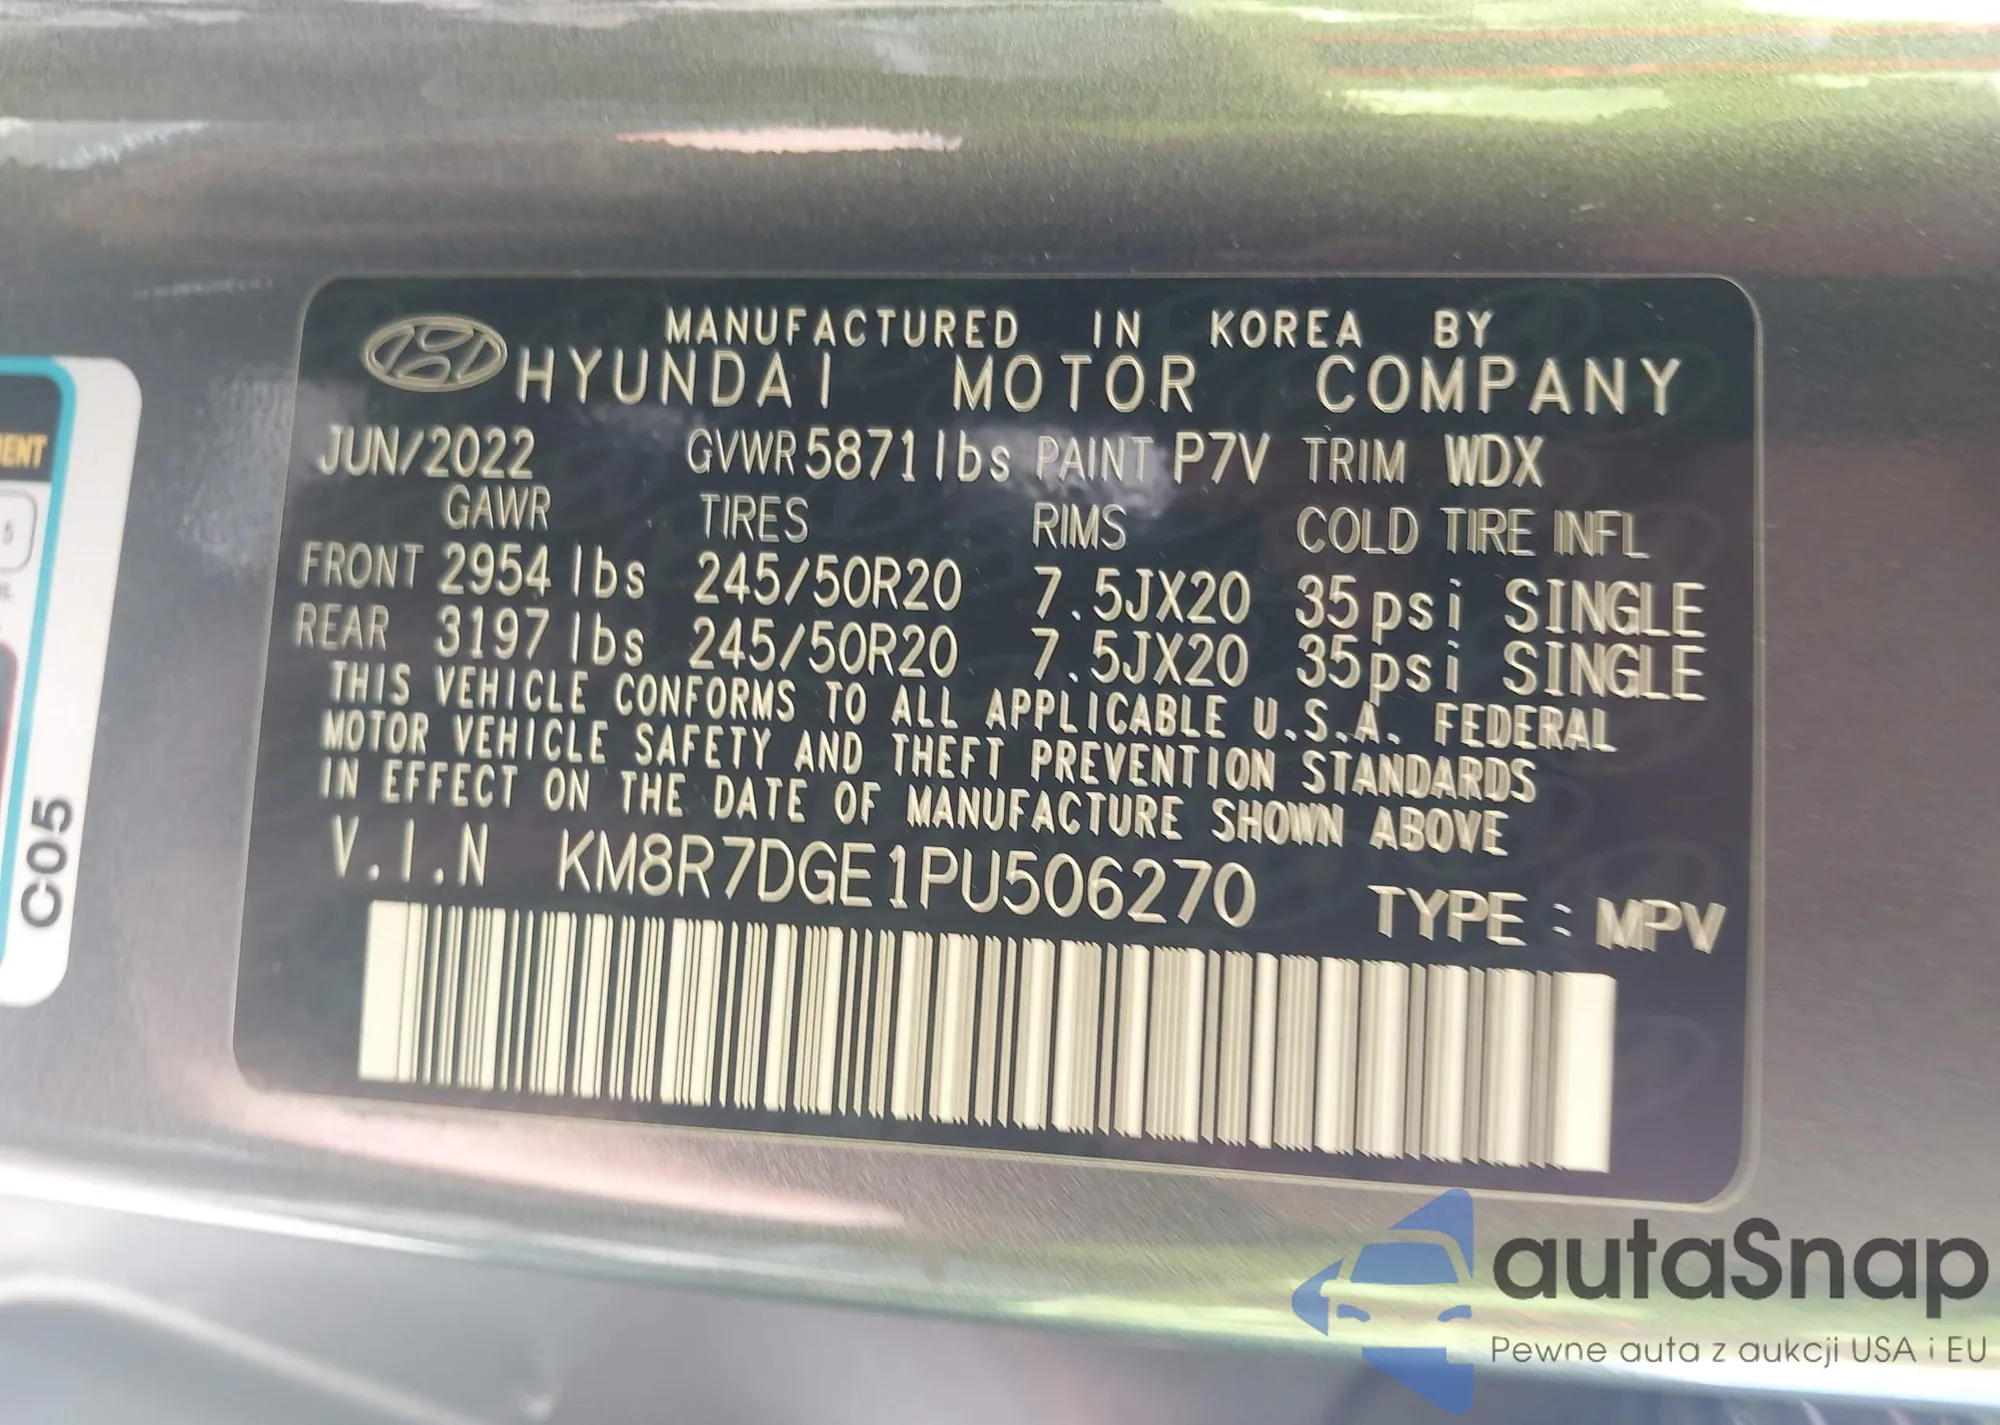 MANUFACTURED IN KOREA BY
HYUNDAI MOTOR COMPANY
JUN/2022 GVWR 5871 lbs PAINT P7V TRIM WDX
GAWR TIRES RIMS COLD TIRE INFL
FRONT 2954 lbs 245/50R20 7.5JX20 35psi SINGLE
REAR 3197 lbs 245/50R20 7.5JX20 35psi SINGLE
THIS VEHICLE CONFORMS TO ALL APPLICABLE U.S.A. FEDERAL
MOTOR VEHICLE SAFETY AND THEFT PREVENTION STANDARDS
IN EFFECT ON THE DATE OF MANUFACTURE SHOWN ABOVE
V.I.N KM8R7DGE1PU506270 TYPE : MPV
C05
autaSnap
Pewne auta z aukcji USA i EU